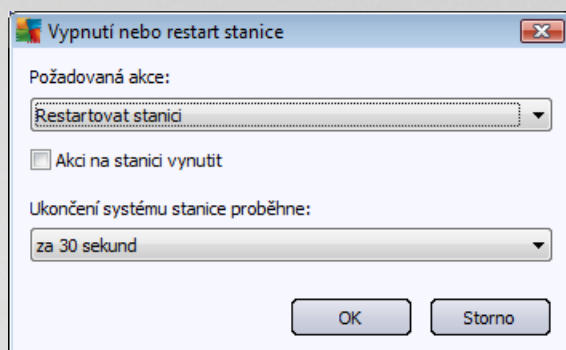 Vypnutí nebo restart stanice
Požadovaná akce:
Restartovat stanici
Akci na stanici vynutit
Ukončení systému stanice proběhne:
za 30 sekund
OK Storno